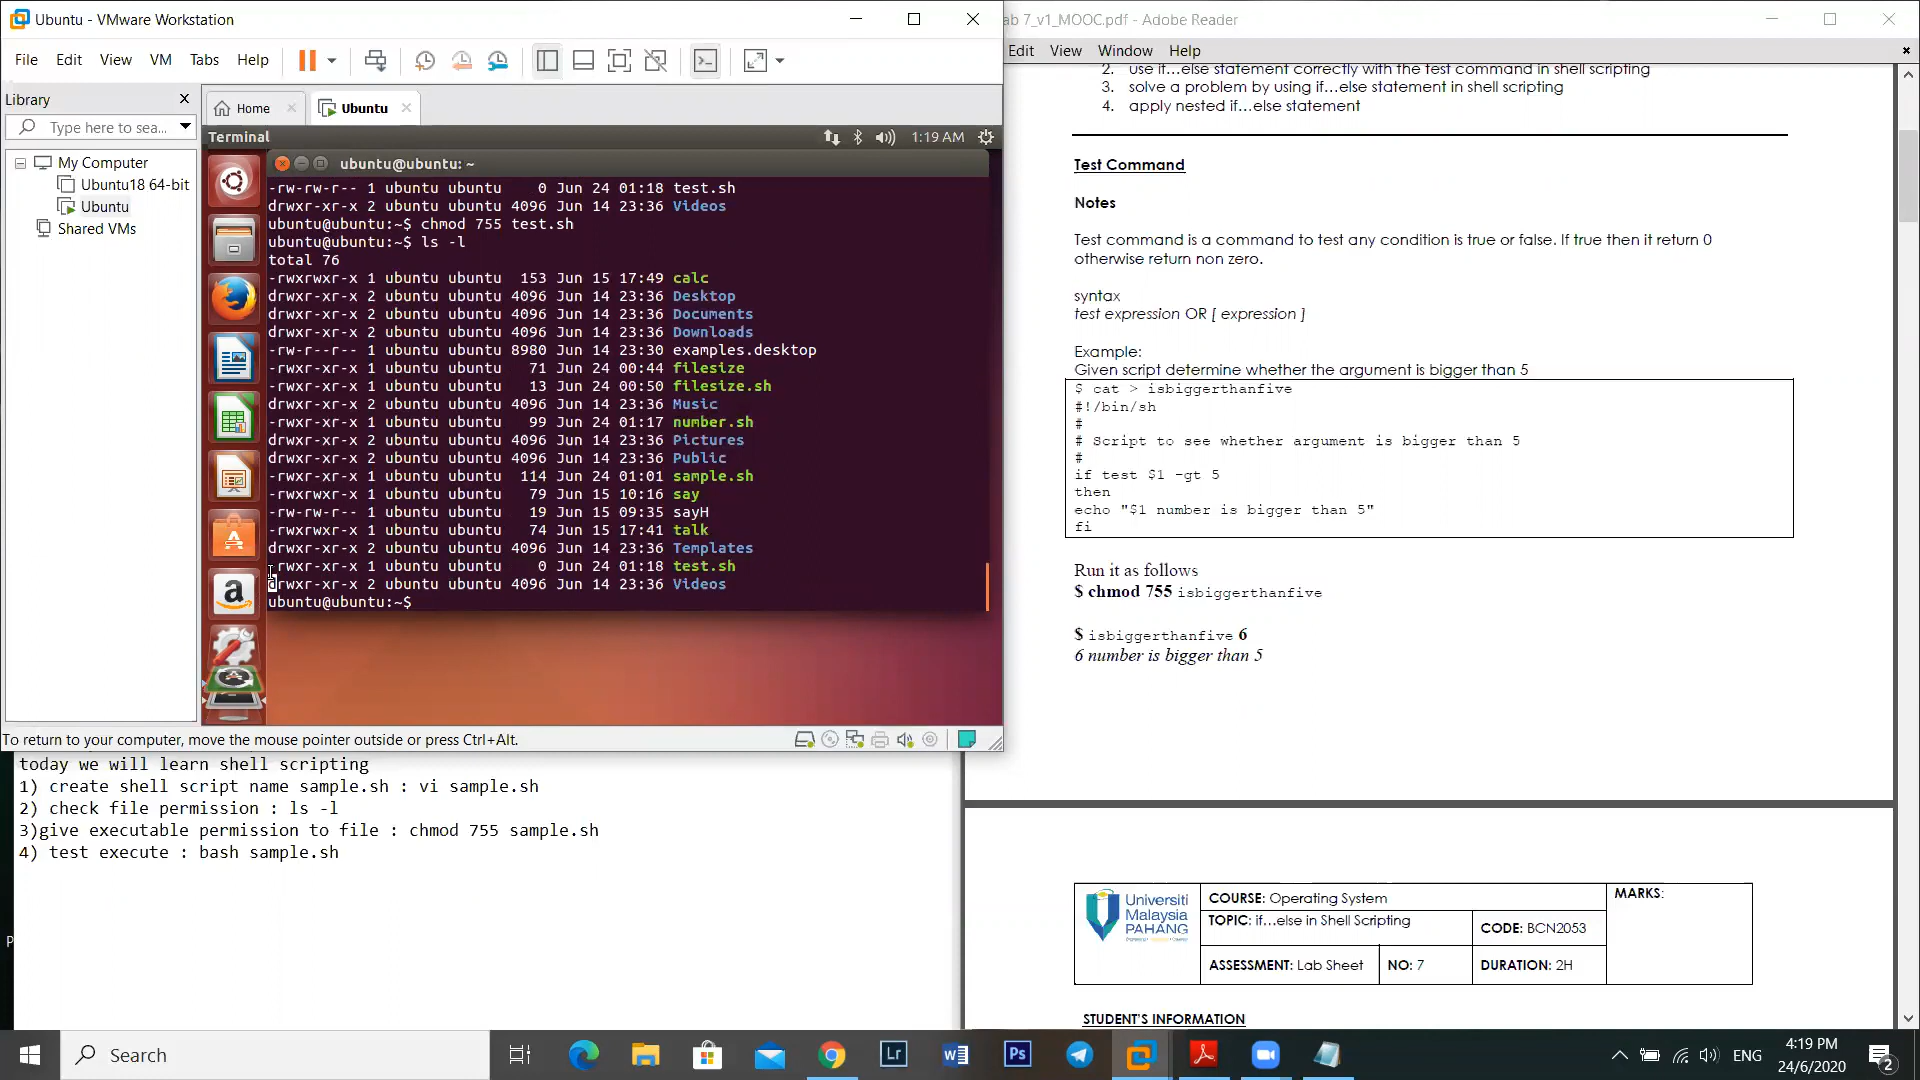 Ubuntu - VMware Workstation
File Edit View VM Tabs Help
Library
Type here to sea...
My Computer
Ubuntu18 64-bit
Ubuntu
Shared VMs
Home
Ubuntu
Terminal
1:19 AM
ubuntu@ubuntu: ~
-rw-rw-r-- 1 ubuntu ubuntu    0 Jun 24 01:18 test.sh
drwxr-xr-x 2 ubuntu ubuntu 4096 Jun 14 23:36 Videos
ubuntu@ubuntu:~$ chmod 755 test.sh
ubuntu@ubuntu:~$ ls -l
total 76
-rwxrwxr-x 1 ubuntu ubuntu  153 Jun 15 17:49 calc
drwxr-xr-x 2 ubuntu ubuntu 4096 Jun 14 23:36 Desktop
drwxr-xr-x 2 ubuntu ubuntu 4096 Jun 14 23:36 Documents
drwxr-xr-x 2 ubuntu ubuntu 4096 Jun 14 23:36 Downloads
-rw-r--r-- 1 ubuntu ubuntu 8980 Jun 14 23:30 examples.desktop
-rwxr-xr-x 1 ubuntu ubuntu   71 Jun 24 00:44 filesize
-rwxr-xr-x 1 ubuntu ubuntu   13 Jun 24 00:50 filesize.sh
drwxr-xr-x 2 ubuntu ubuntu 4096 Jun 14 23:36 Music
-rwxr-xr-x 1 ubuntu ubuntu   99 Jun 24 01:17 number.sh
drwxr-xr-x 2 ubuntu ubuntu 4096 Jun 14 23:36 Pictures
drwxr-xr-x 2 ubuntu ubuntu 4096 Jun 14 23:36 Public
-rwxr-xr-x 1 ubuntu ubuntu  114 Jun 24 01:01 sample.sh
-rwxrwxr-x 1 ubuntu ubuntu   79 Jun 15 10:16 say
-rw-rw-r-- 1 ubuntu ubuntu   19 Jun 15 09:35 sayH
-rwxrwxr-x 1 ubuntu ubuntu   74 Jun 15 17:41 talk
drwxr-xr-x 2 ubuntu ubuntu 4096 Jun 14 23:36 Templates
-rwxr-xr-x 1 ubuntu ubuntu    0 Jun 24 01:18 test.sh
drwxr-xr-x 2 ubuntu ubuntu 4096 Jun 14 23:36 Videos
ubuntu@ubuntu:~$
To return to your computer, move the mouse pointer outside or press Ctrl+Alt.
today we will learn shell scripting
1) create shell script name sample.sh : vi sample.sh
2) check file permission : ls -l
3)give executable permission to file : chmod 755 sample.sh
4) test execute : bash sample.sh
P
ab 7_v1_MOOC.pdf - Adobe Reader
Edit View Window Help
2. use if…else statement correctly with the test command in shell scripting
3. solve a problem by using if…else statement in shell scripting
4. apply nested if…else statement
Test Command
Notes
Test command is a command to test any condition is true or false. If true then it return 0
otherwise return non zero.
syntax
test expression OR [ expression ]
Example:
Given script determine whether the argument is bigger than 5
$ cat > isbiggerthanfive
#!/bin/sh
#
# Script to see whether argument is bigger than 5
#
if test $1 -gt 5
then
echo "$1 number is bigger than 5"
fi
Run it as follows
$ chmod 755 isbiggerthanfive
$ isbiggerthanfive 6
6 number is bigger than 5
Universiti
Malaysia
PAHANG
COURSE: Operating System
TOPIC: if…else in Shell Scripting
CODE: BCN2053
ASSESSMENT: Lab Sheet
NO: 7
DURATION: 2H
MARKS:
STUDENT'S INFORMATION
Search
Lr
Ps
ENG
4:19 PM
24/6/2020
2